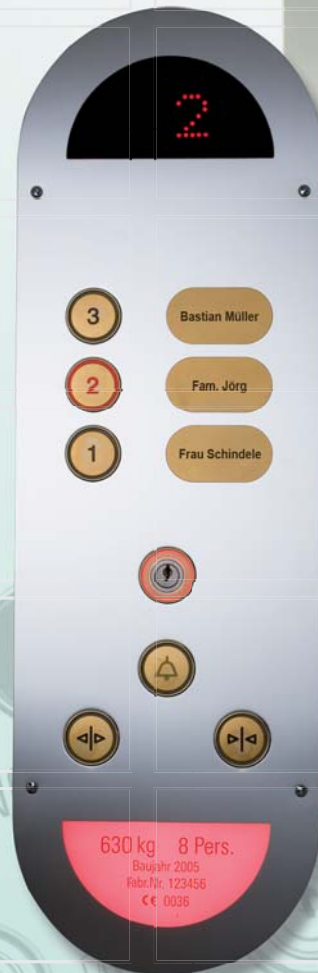 2
3 Bastian Müller
2 Fam. Jörg
1 Frau Schindele
630 kg 8 Pers.
Baujahr 2005
Fabr.Nr. 123456
CE 0036